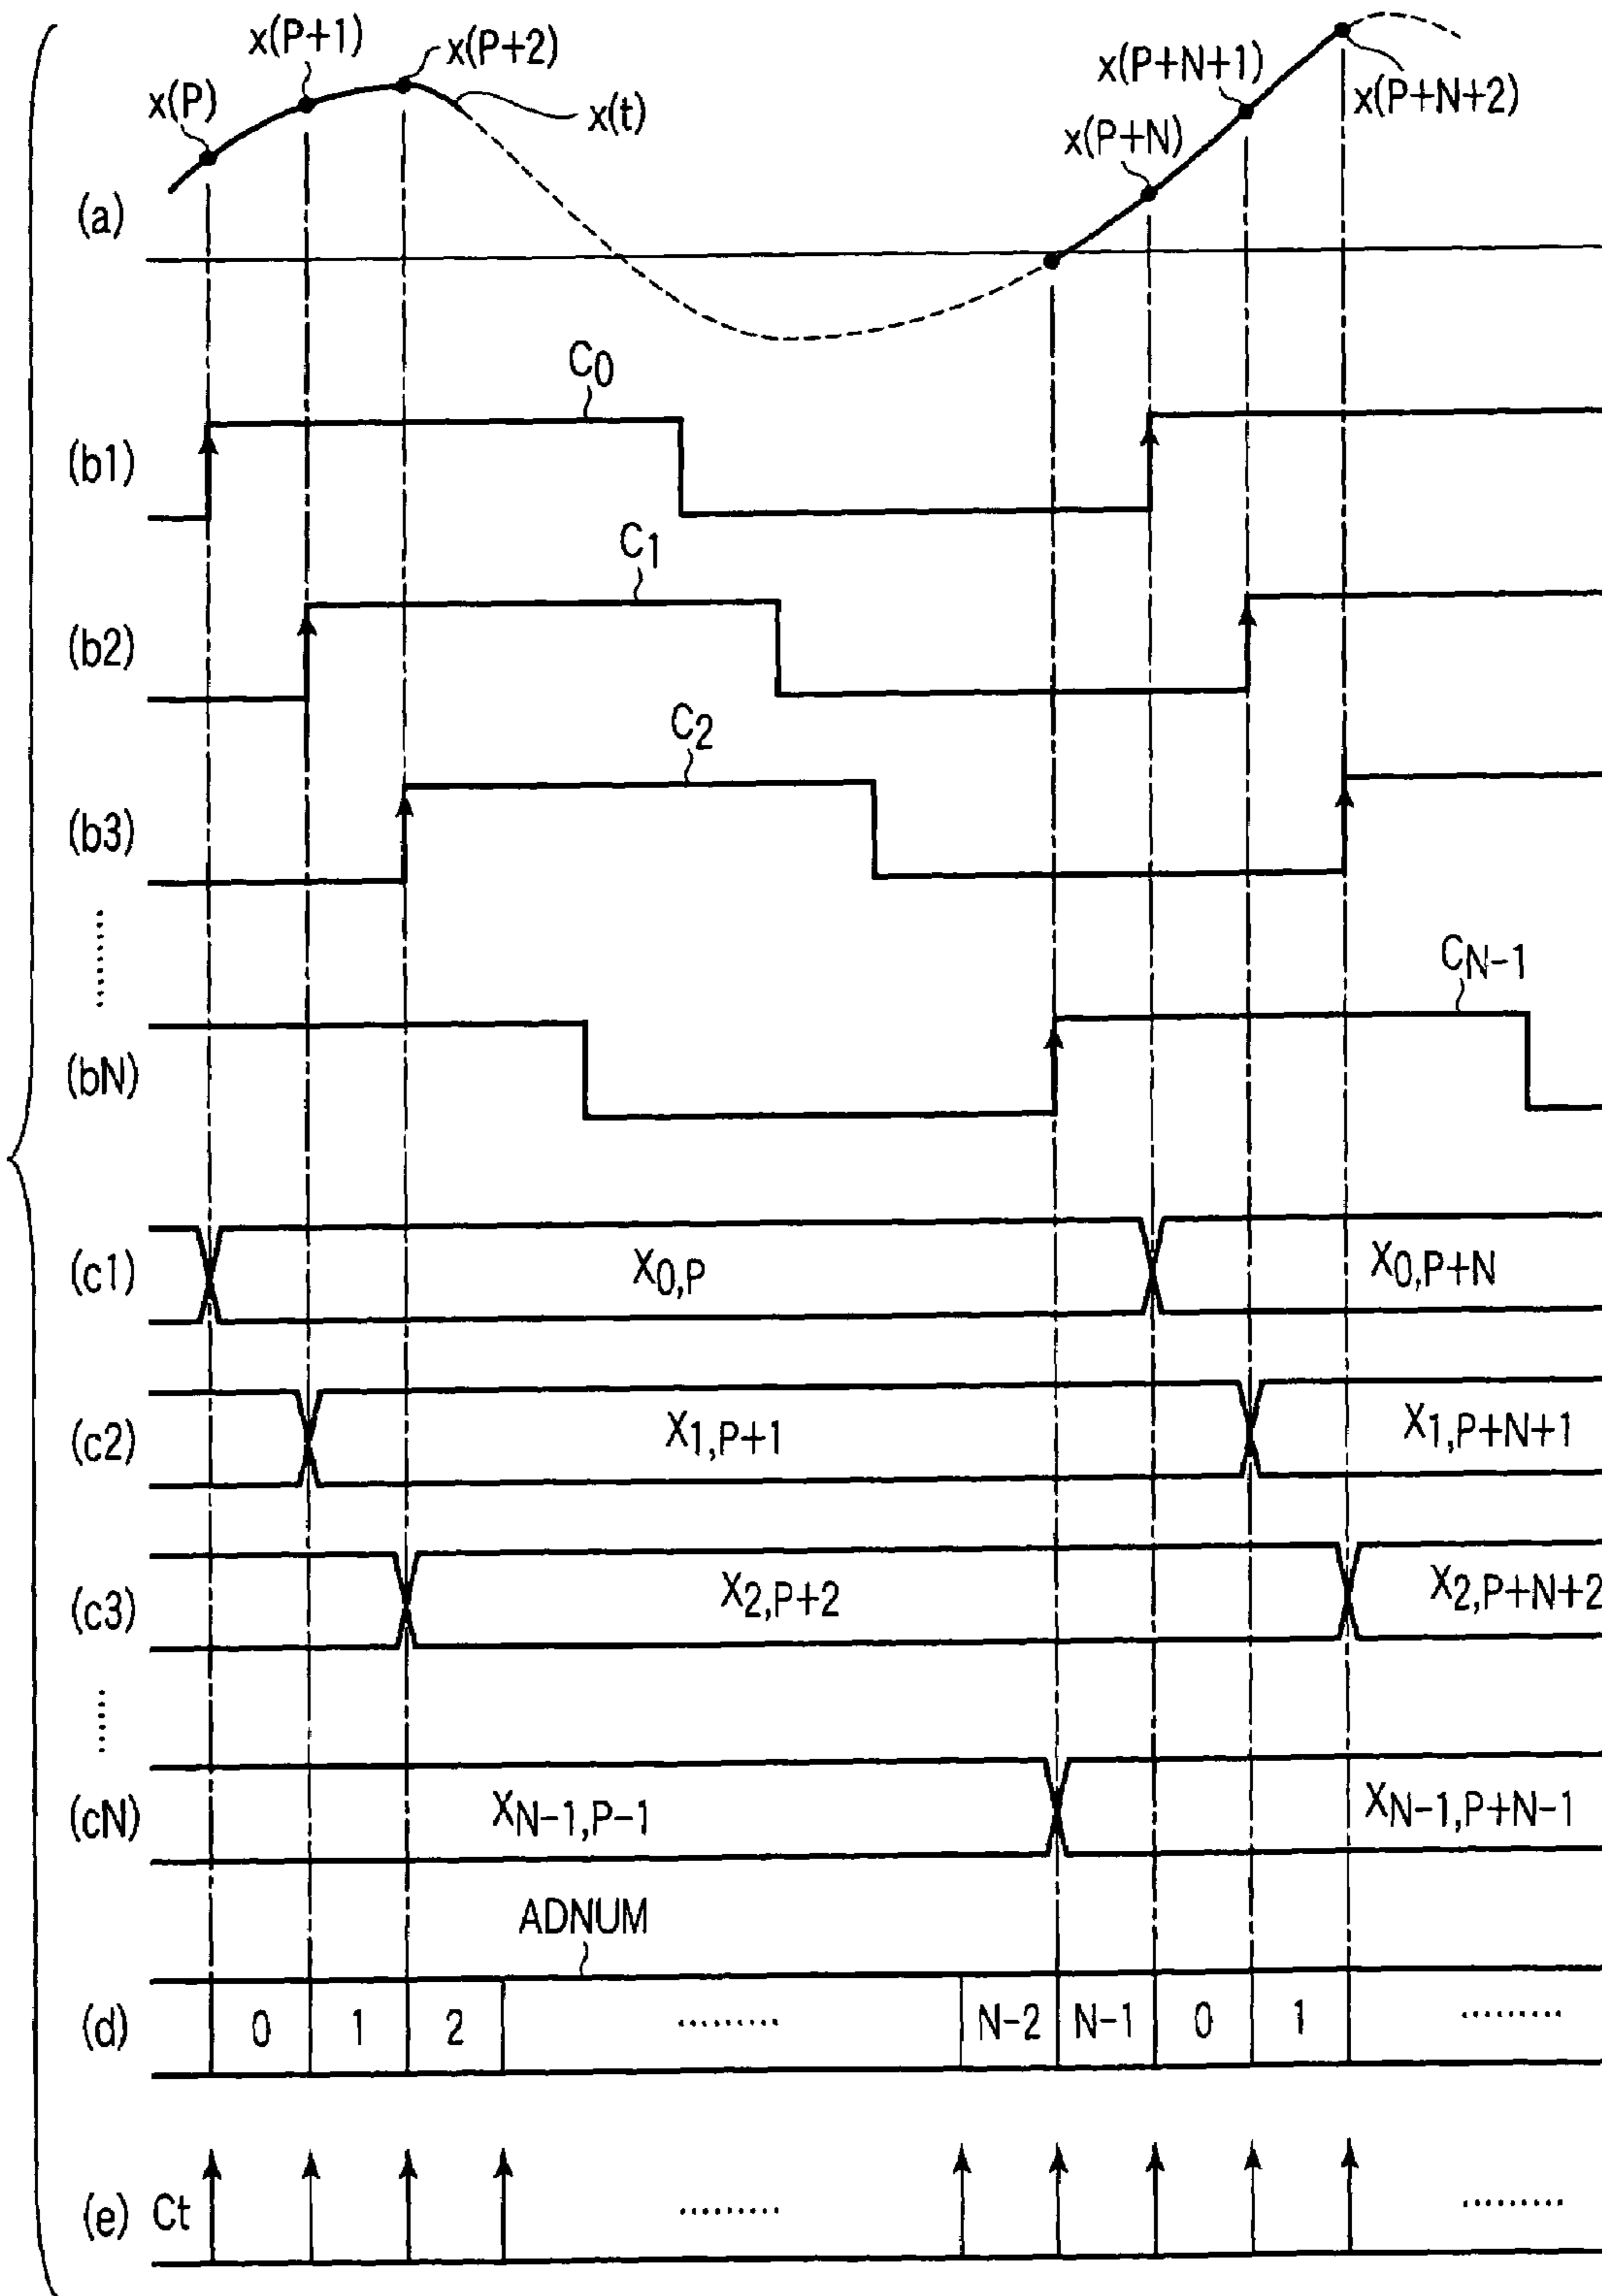 x(P+1)
x(P+2)
x(P)
x(t)
x(P+N+1)
x(P+N+2)
x(P+N)
(a)
C0
(b1)
C1
(b2)
C2
(b3)
.........
CN-1
(bN)
(c1) X0,P X0,P+N
(c2) X1,P+1 X1,P+N+1
(c3) X2,P+2 X2,P+N+2
......
(cN) XN-1,P-1 XN-1,P+N-1
ADNUM
(d) 0 1 2 ......... N-2 N-1 0 1 .........
(e) Ct ......... .........